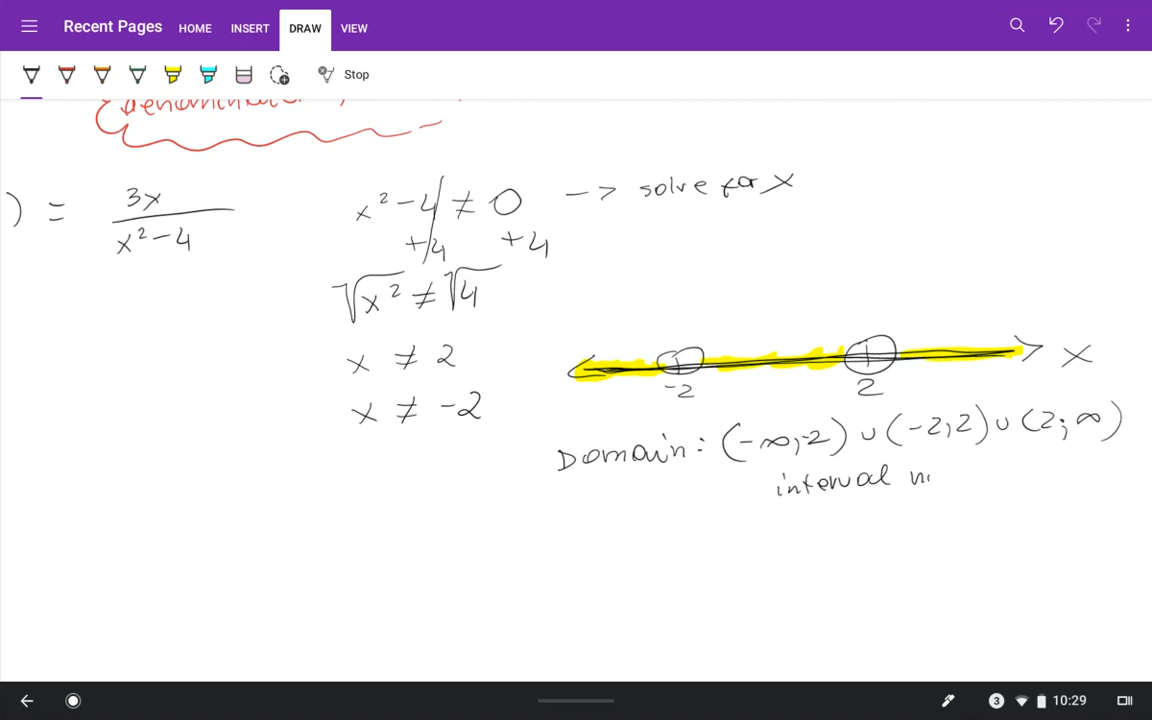 Recent Pages HOME INSERT DRAW VIEW
Stop
) = 3x / x² - 4
x² - 4 ≠ 0 -> solve for x
+4 +4
√x² ≠ √4
x ≠ 2
x ≠ -2
-2 2 x
Domain: (-∞,-2) ∪ (-2,2) ∪ (2; ∞)
interval n
3 10:29